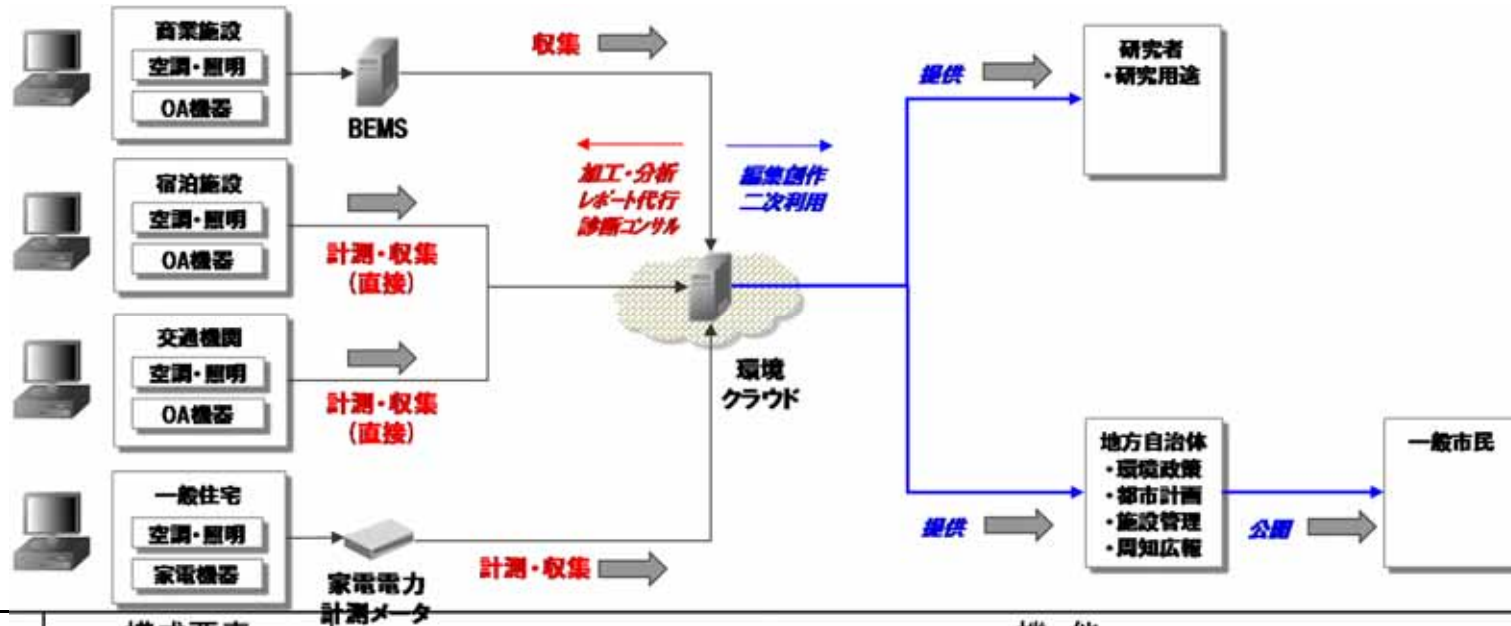 商業施設
空調・照明
OA機器
BEMS
収集
宿泊施設
空調・照明
OA機器
計測・収集
(直接)
交通機関
空調・照明
OA機器
計測・収集
(直接)
一般住宅
空調・照明
家電機器
家電電力
計測メータ
計測・収集
加工・分析
レポート代行
診断コンサル
編集創作
二次利用
環境
クラウド
提供
研究者
・研究用途
提供
地方自治体
・環境政策
・都市計画
・施設管理
・周知広報
公開
一般市民